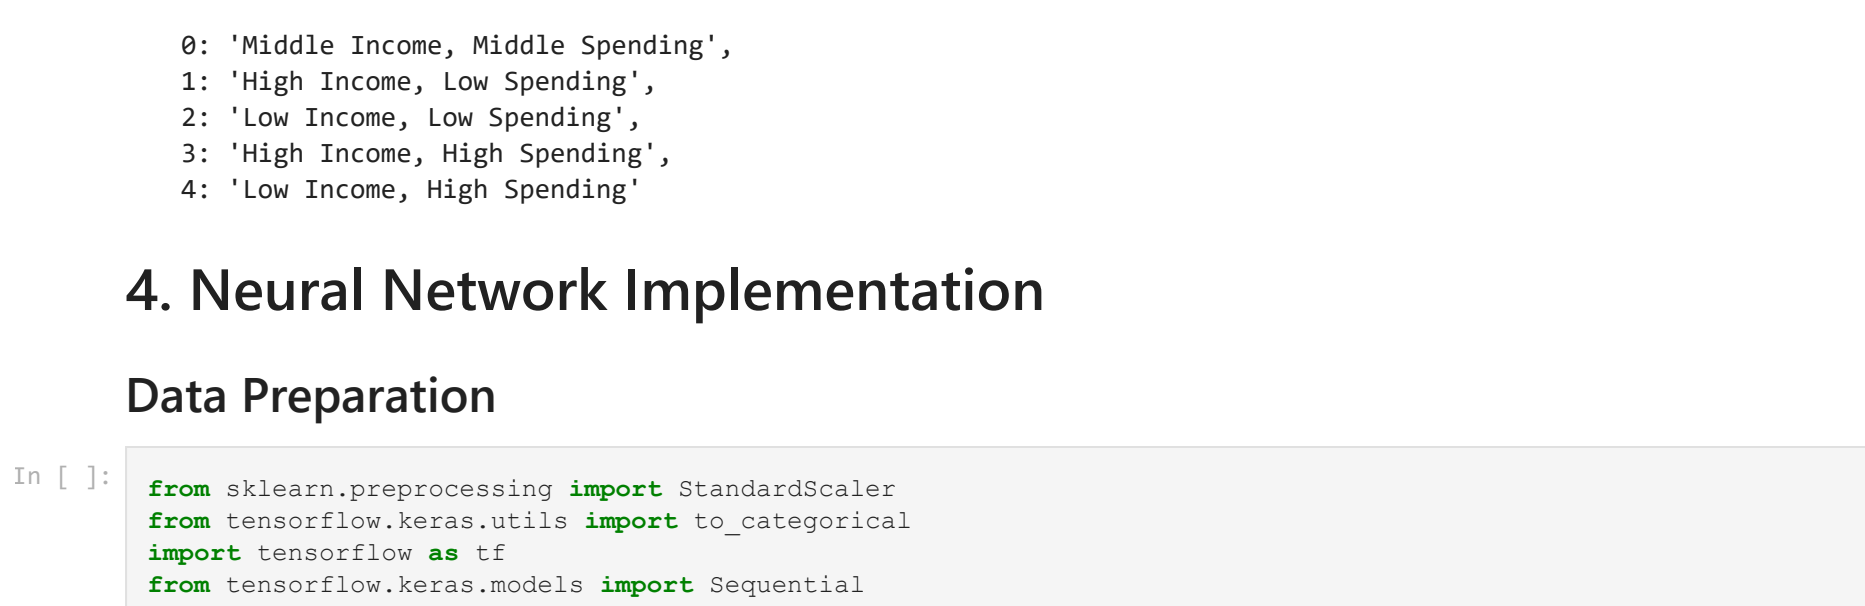 0: 'Middle Income, Middle Spending',
1: 'High Income, Low Spending',
2: 'Low Income, Low Spending',
3: 'High Income, High Spending',
4: 'Low Income, High Spending'
4. Neural Network Implementation
Data Preparation
In [ ]:
from sklearn.preprocessing import StandardScaler
from tensorflow.keras.utils import to_categorical
import tensorflow as tf
from tensorflow.keras.models import Sequential